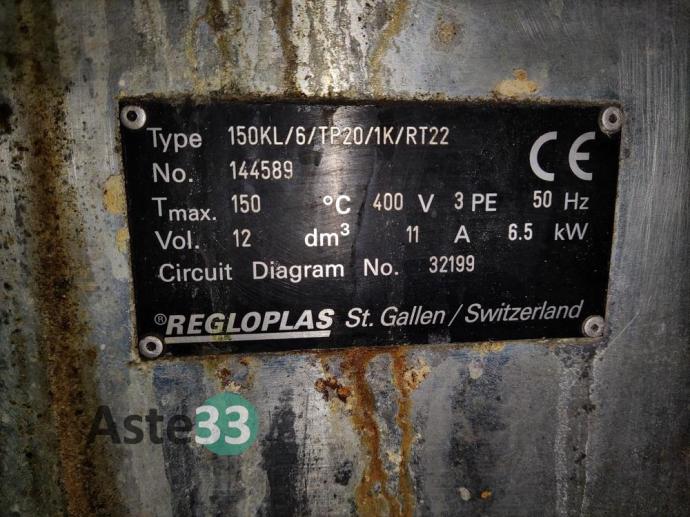 Type 150KL/6/TP20/1K/RT22
No. 144589
Tmax. 150 °C 400 V 3 PE 50 Hz
Vol. 12 dm³ 11 A 6.5 kW
Circuit Diagram No. 32199
®REGLOPLAS St. Gallen / Switzerland
CE
Aste33